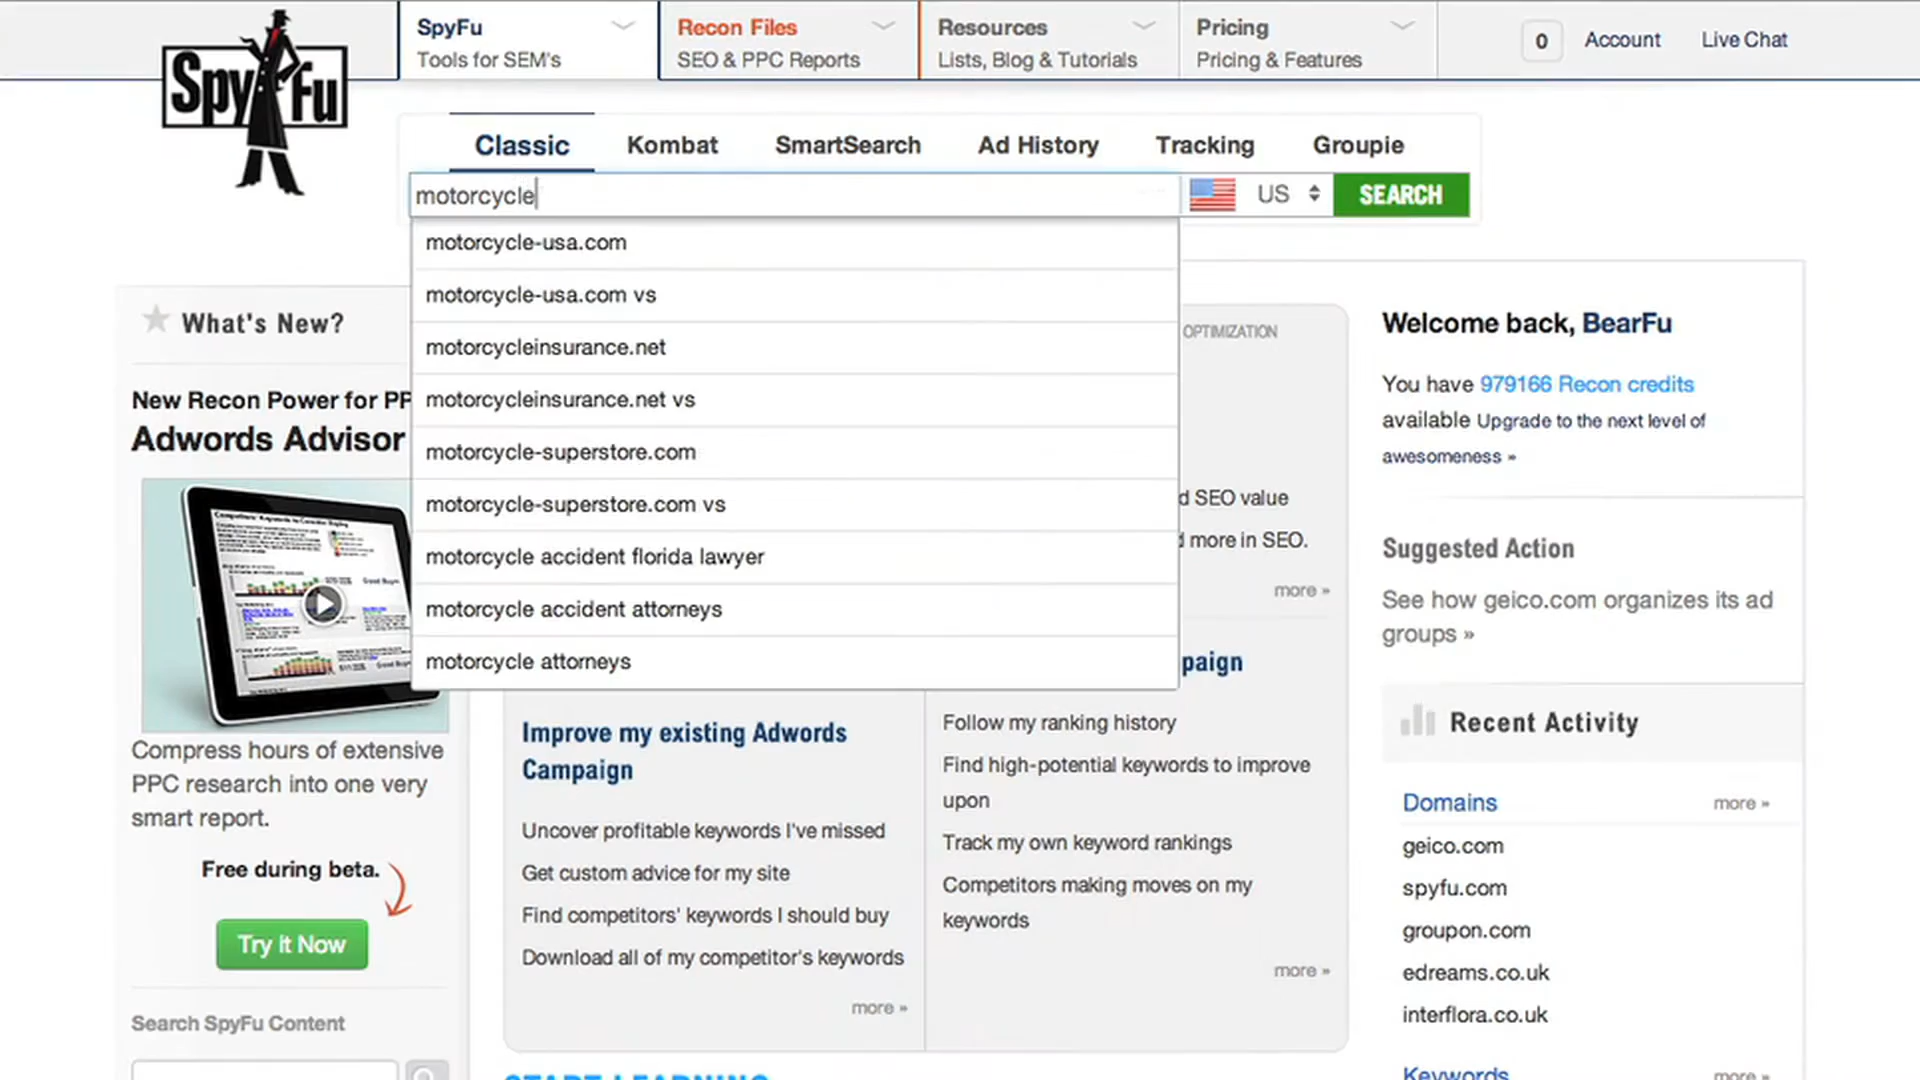 SpyFu
SpyFu
Tools for SEM's
Recon Files
SEO & PPC Reports
Resources
Lists, Blog & Tutorials
Pricing
Pricing & Features
0
Account
Live Chat
Classic
Kombat
SmartSearch
Ad History
Tracking
Groupie
motorcycle
US
SEARCH
motorcycle-usa.com
motorcycle-usa.com vs
motorcycleinsurance.net
motorcycleinsurance.net vs
motorcycle-superstore.com
motorcycle-superstore.com vs
motorcycle accident florida lawyer
motorcycle accident attorneys
motorcycle attorneys
What's New?
New Recon Power for PP
Adwords Advisor
Compress hours of extensive
PPC research into one very
smart report.
Free during beta.
Try it Now
Search SpyFu Content
OPTIMIZATION
d SEO value
d more in SEO.
more »
Improve my existing Adwords
Campaign
Uncover profitable keywords I've missed
Get custom advice for my site
Find competitors' keywords I should buy
Download all of my competitor's keywords
more »
paign
Follow my ranking history
Find high-potential keywords to improve
upon
Track my own keyword rankings
Competitors making moves on my
keywords
more »
START LEARNING
Welcome back, BearFu
You have 979166 Recon credits
available Upgrade to the next level of
awesomeness »
Suggested Action
See how geico.com organizes its ad
groups »
Recent Activity
Domains
more »
geico.com
spyfu.com
groupon.com
edreams.co.uk
interflora.co.uk
Keywords
more »